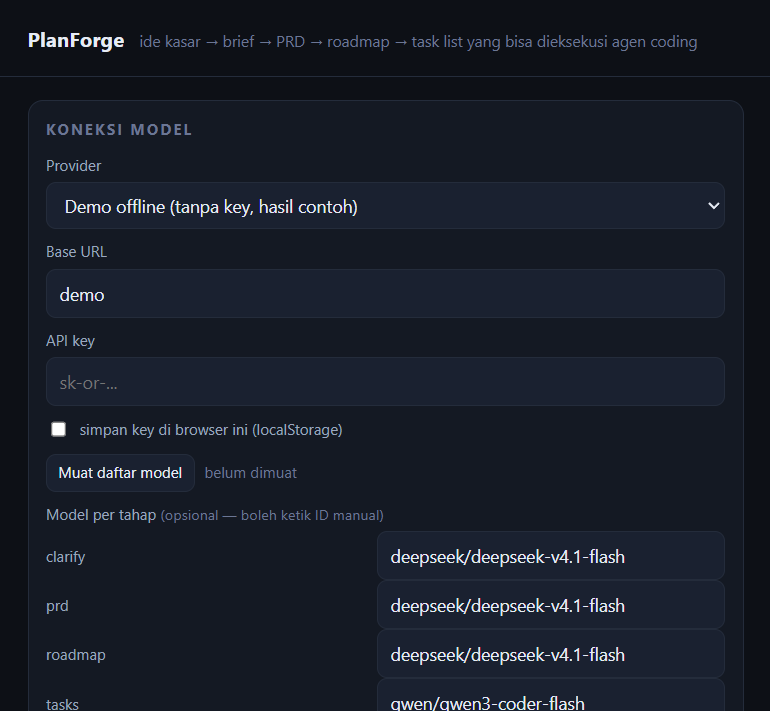 PlanForge ide kasar → brief → PRD → roadmap → task list yang bisa dieksekusi agen coding
KONEKSI MODEL
Provider
Demo offline (tanpa key, hasil contoh)
Base URL
demo
API key
sk-or-...
simpan key di browser ini (localStorage)
Muat daftar model belum dimuat
Model per tahap (opsional — boleh ketik ID manual)
clarify deepseek/deepseek-v4.1-flash
prd deepseek/deepseek-v4.1-flash
roadmap deepseek/deepseek-v4.1-flash
tasks qwen/qwen3-coder-flash